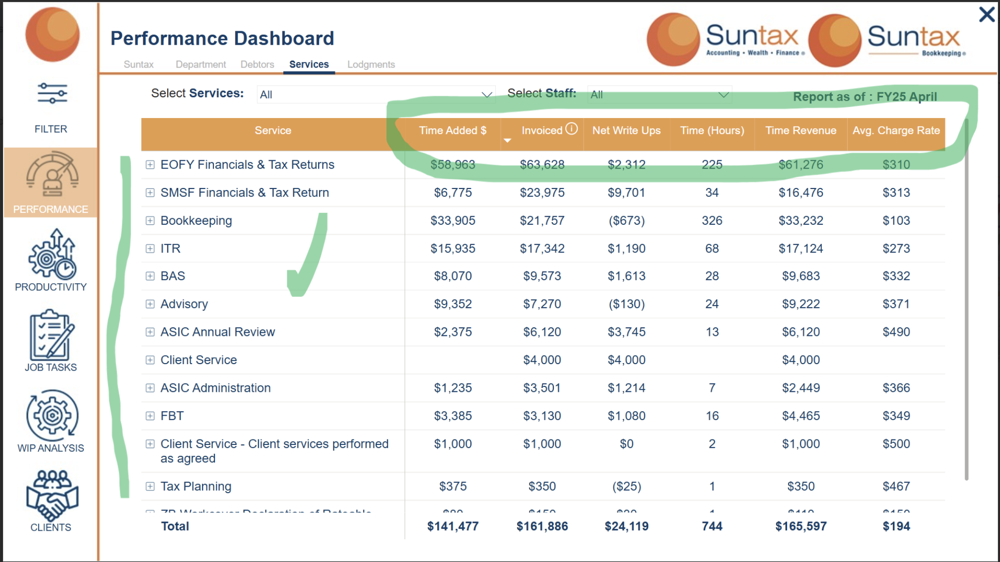 Performance Dashboard
Suntax
Accounting • Wealth • Finance ®
Suntax
Bookkeeping ®
Suntax Department Debtors Services Lodgments
Select Services: All Select Staff: All Report as of : FY25 April
FILTER
PERFORMANCE
PRODUCTIVITY
JOB TASKS
WIP ANALYSIS
CLIENTS
Service Time Added $ Invoiced Net Write Ups Time (Hours) Time Revenue Avg. Charge Rate
EOFY Financials & Tax Returns $58,963 $63,628 $2,312 225 $61,276 $310
SMSF Financials & Tax Return $6,775 $23,975 $9,701 34 $16,476 $313
Bookkeeping $33,905 $21,757 ($673) 326 $33,232 $103
ITR $15,935 $17,342 $1,190 68 $17,124 $273
BAS $8,070 $9,573 $1,613 28 $9,683 $332
Advisory $9,352 $7,270 ($130) 24 $9,222 $371
ASIC Annual Review $2,375 $6,120 $3,745 13 $6,120 $490
Client Service $4,000 $4,000 $4,000
ASIC Administration $1,235 $3,501 $1,214 7 $2,449 $366
FBT $3,385 $3,130 $1,080 16 $4,465 $349
Client Service - Client services performed
as agreed $1,000 $1,000 $0 2 $1,000 $500
Tax Planning $375 $350 ($25) 1 $350 $467
Total $141,477 $161,886 $24,119 744 $165,597 $194